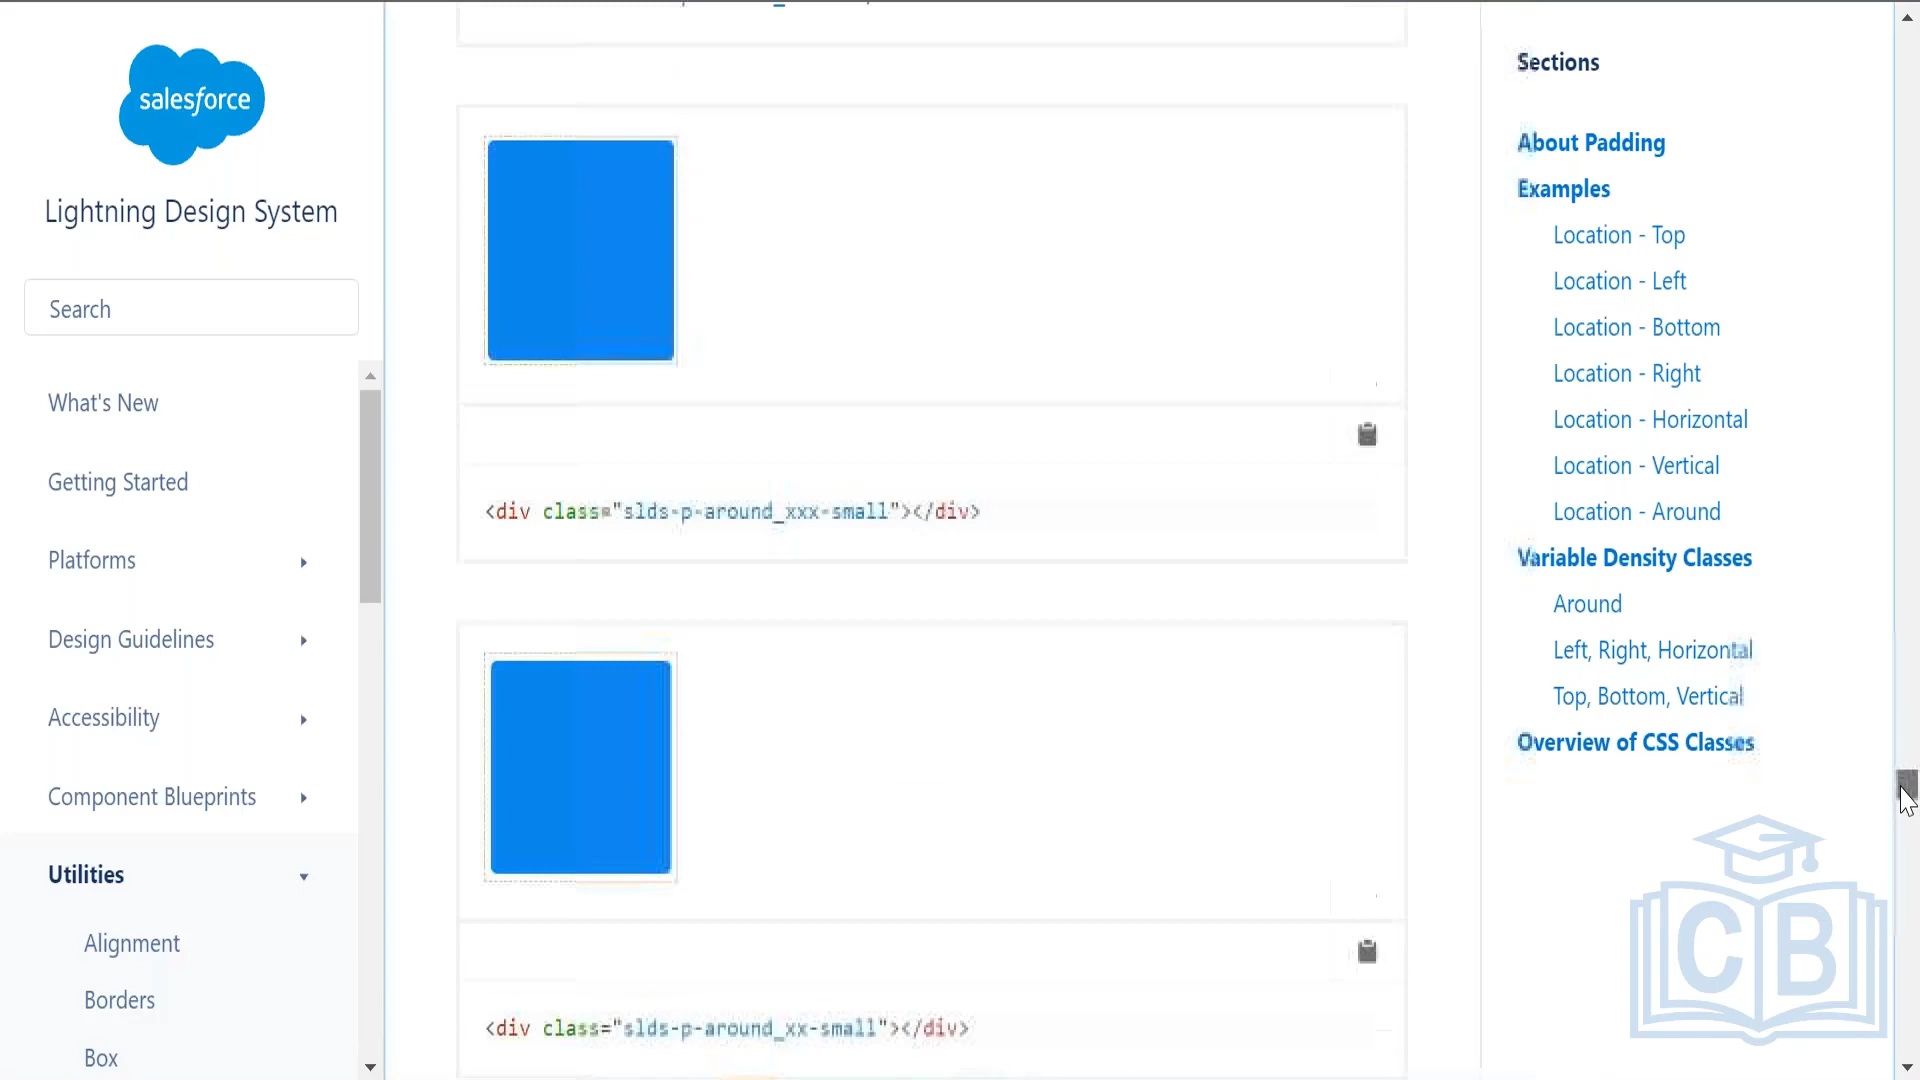 salesforce
Lightning Design System
Search
What's New
Getting Started
Platforms
Design Guidelines
Accessibility
Component Blueprints
Utilities
Alignment
Borders
Box
<div class="slds-p-around_xxx-small"></div>
<div class="slds-p-around_xx-small"></div>
Sections
About Padding
Examples
Location - Top
Location - Left
Location - Bottom
Location - Right
Location - Horizontal
Location - Vertical
Location - Around
Variable Density Classes
Around
Left, Right, Horizontal
Top, Bottom, Vertical
Overview of CSS Classes
CB